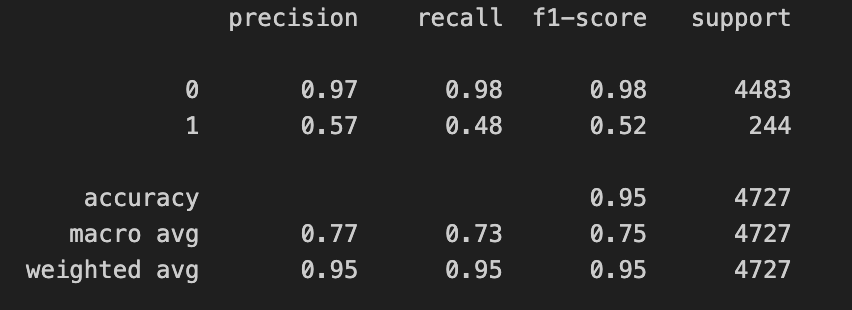 precision recall f1-score support
0 0.97 0.98 0.98 4483
1 0.57 0.48 0.52 244
accuracy 0.95 4727
macro avg 0.77 0.73 0.75 4727
weighted avg 0.95 0.95 0.95 4727